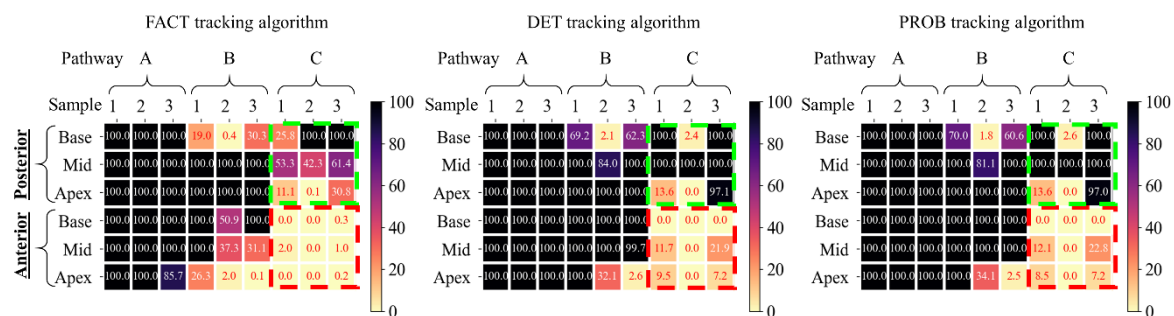 FACT tracking algorithm DET tracking algorithm PROB tracking algorithm
Pathway A B C Pathway A B C Pathway A B C
Sample 1 2 3 1 2 3 1 2 3 Sample 1 2 3 1 2 3 1 2 3 Sample 1 2 3 1 2 3 1 2 3
Posterior
Base 100.0 100.0 100.0 19.0 0.4 30.3 25.8 100.0 100.0
Mid 100.0 100.0 100.0 100.0 100.0 100.0 53.3 42.3 61.4
Apex 100.0 100.0 100.0 100.0 100.0 100.0 11.1 0.1 30.8
Anterior
Base 100.0 100.0 100.0 100.0 50.9 100.0 0.0 0.0 0.3
Mid 100.0 100.0 100.0 100.0 37.3 31.1 2.0 0.0 1.0
Apex 100.0 100.0 85.7 26.3 2.0 0.1 0.0 0.0 0.2
100
80
60
40
20
0
Base 100.0 100.0 100.0 69.2 2.1 62.3 100.0 2.4 100.0
Mid 100.0 100.0 100.0 100.0 84.0 100.0 100.0 100.0 100.0
Apex 100.0 100.0 100.0 100.0 100.0 100.0 13.6 0.0 97.1
Base 100.0 100.0 100.0 100.0 100.0 100.0 0.0 0.0 0.0
Mid 100.0 100.0 100.0 100.0 100.0 99.7 11.7 0.0 21.9
Apex 100.0 100.0 100.0 100.0 32.1 2.6 9.5 0.0 7.2
100
80
60
40
20
0
Base 100.0 100.0 100.0 70.0 1.8 60.6 100.0 2.6 100.0
Mid 100.0 100.0 100.0 100.0 81.1 100.0 100.0 100.0 100.0
Apex 100.0 100.0 100.0 100.0 100.0 100.0 13.6 0.0 97.0
Base 100.0 100.0 100.0 100.0 100.0 100.0 0.0 0.0 0.0
Mid 100.0 100.0 100.0 100.0 100.0 100.0 12.1 0.0 22.8
Apex 100.0 100.0 100.0 100.0 34.1 2.5 8.5 0.0 7.2
100
80
60
40
20
0